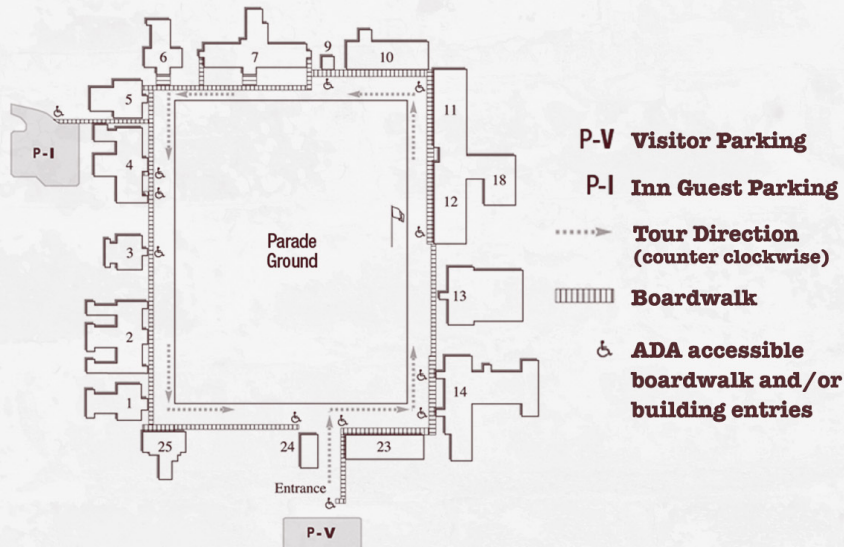 9
6
7
10
5
11
P-I
4
18
12
3
Parade
Ground
13
2
1
14
25
24
23
Entrance
P-V
P-V Visitor Parking
P-I Inn Guest Parking
Tour Direction
(counter clockwise)
Boardwalk
ADA accessible
boardwalk and/or
building entries